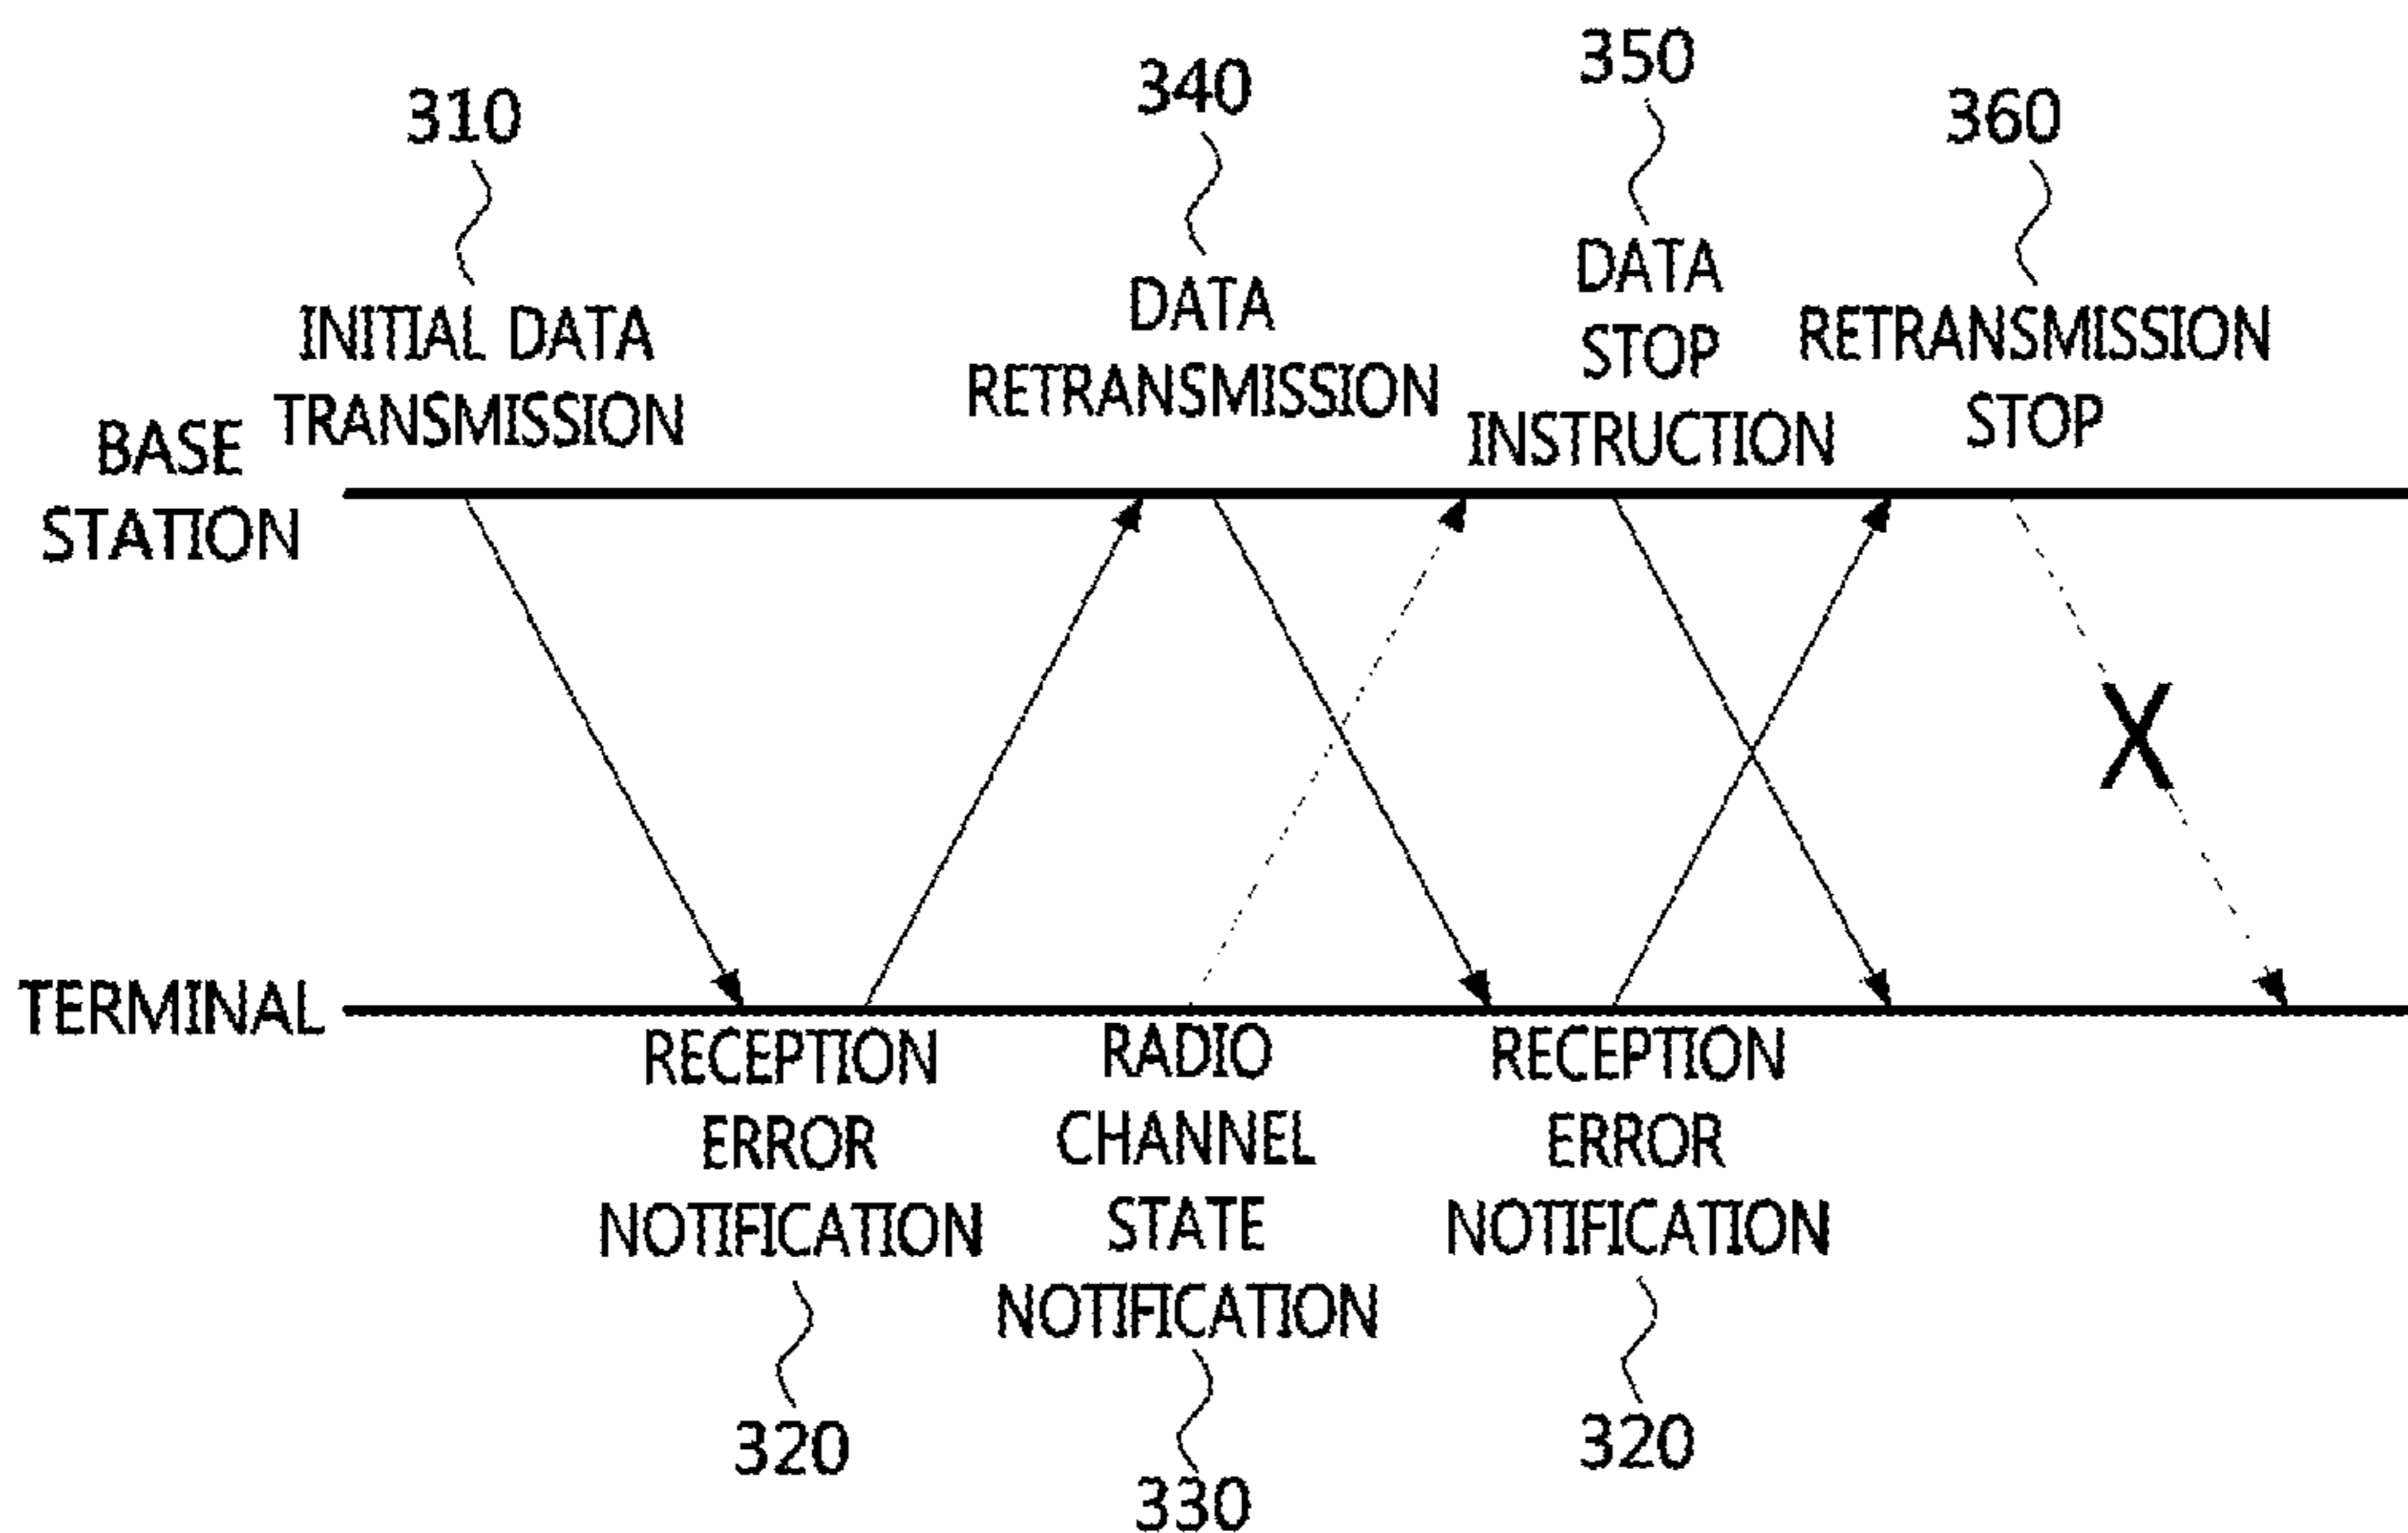 310
340
350
360
INITIAL DATA
TRANSMISSION
DATA
RETRANSMISSION
DATA
STOP
INSTRUCTION
RETRANSMISSION
STOP
BASE
STATION
X
TERMINAL
RECEPTION
ERROR
NOTIFICATION
RADIO
CHANNEL
STATE
NOTIFICATION
RECEPTION
ERROR
NOTIFICATION
320
330
320